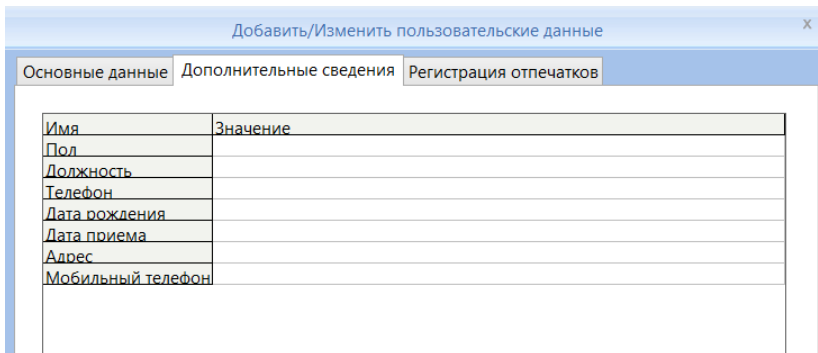 Добавить/Изменить пользовательские данные x
Основные данные Дополнительные сведения Регистрация отпечатков
Имя Значение
Пол
Должность
Телефон
Дата рождения
Дата приема
Адрес
Мобильный телефон